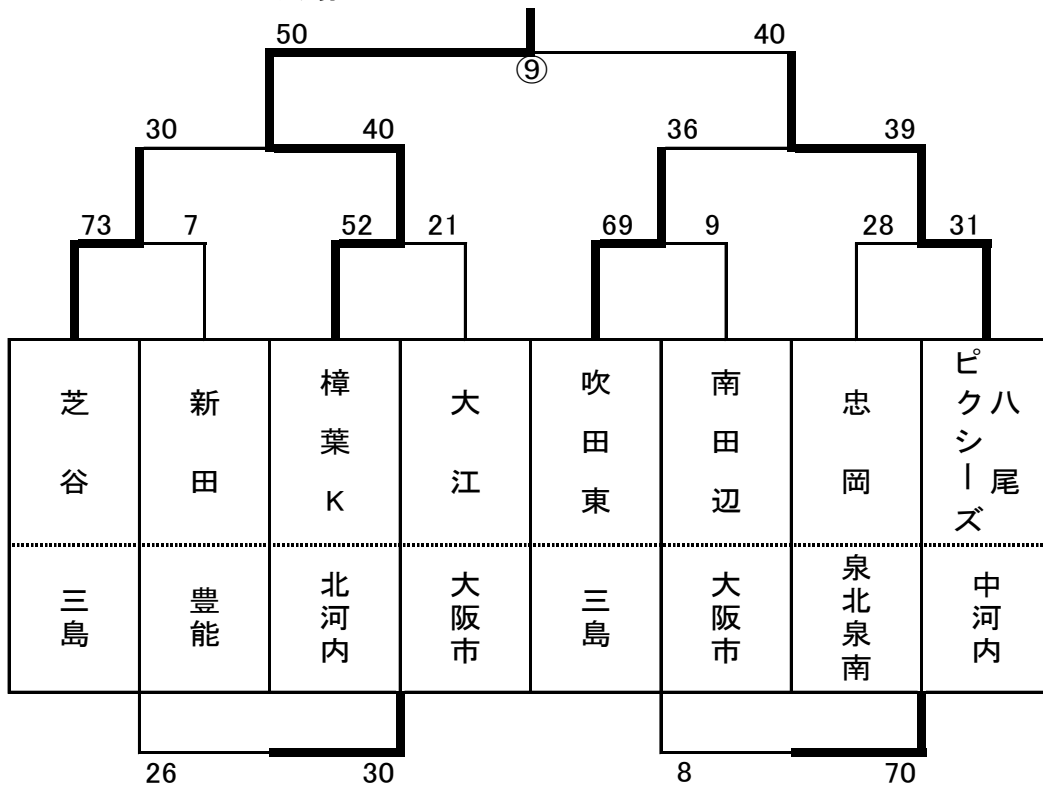 50
40
⑨
30
40
36
39
73
7
52
21
69
9
28
31
芝谷
新田
樟葉K
大江
吹田東
南田辺
忠岡
八尾
ピクシーズ
三島
豊能
北河内
大阪市
三島
大阪市
泉北泉南
中河内
26
30
8
70